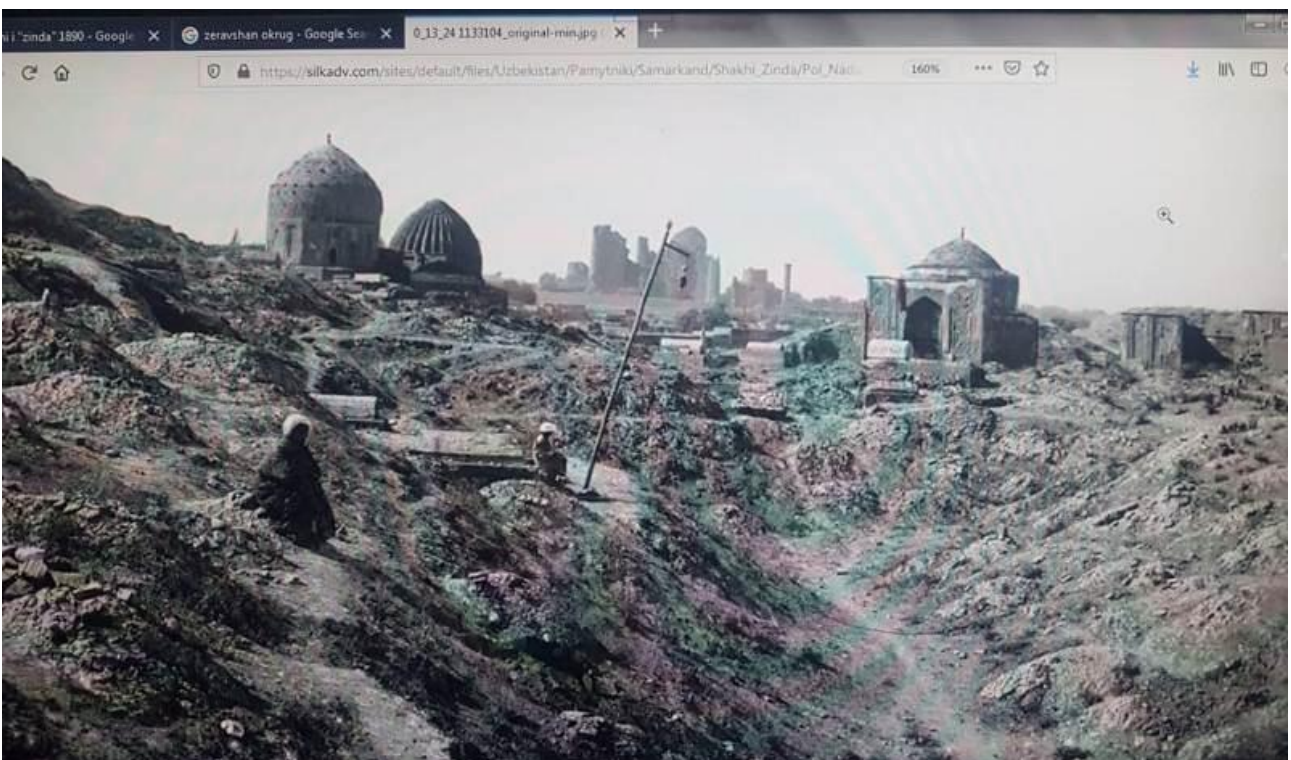 i "zinda" 1890 - Google
zeravshan okrug - Google Sea
0_13_24 1133104_original-min.jpg
https://silkadv.com/sites/default/files/Uzbekistan/Pamytniki/Samarkand/Shakhi_Zinda/Pol_Nad
160%